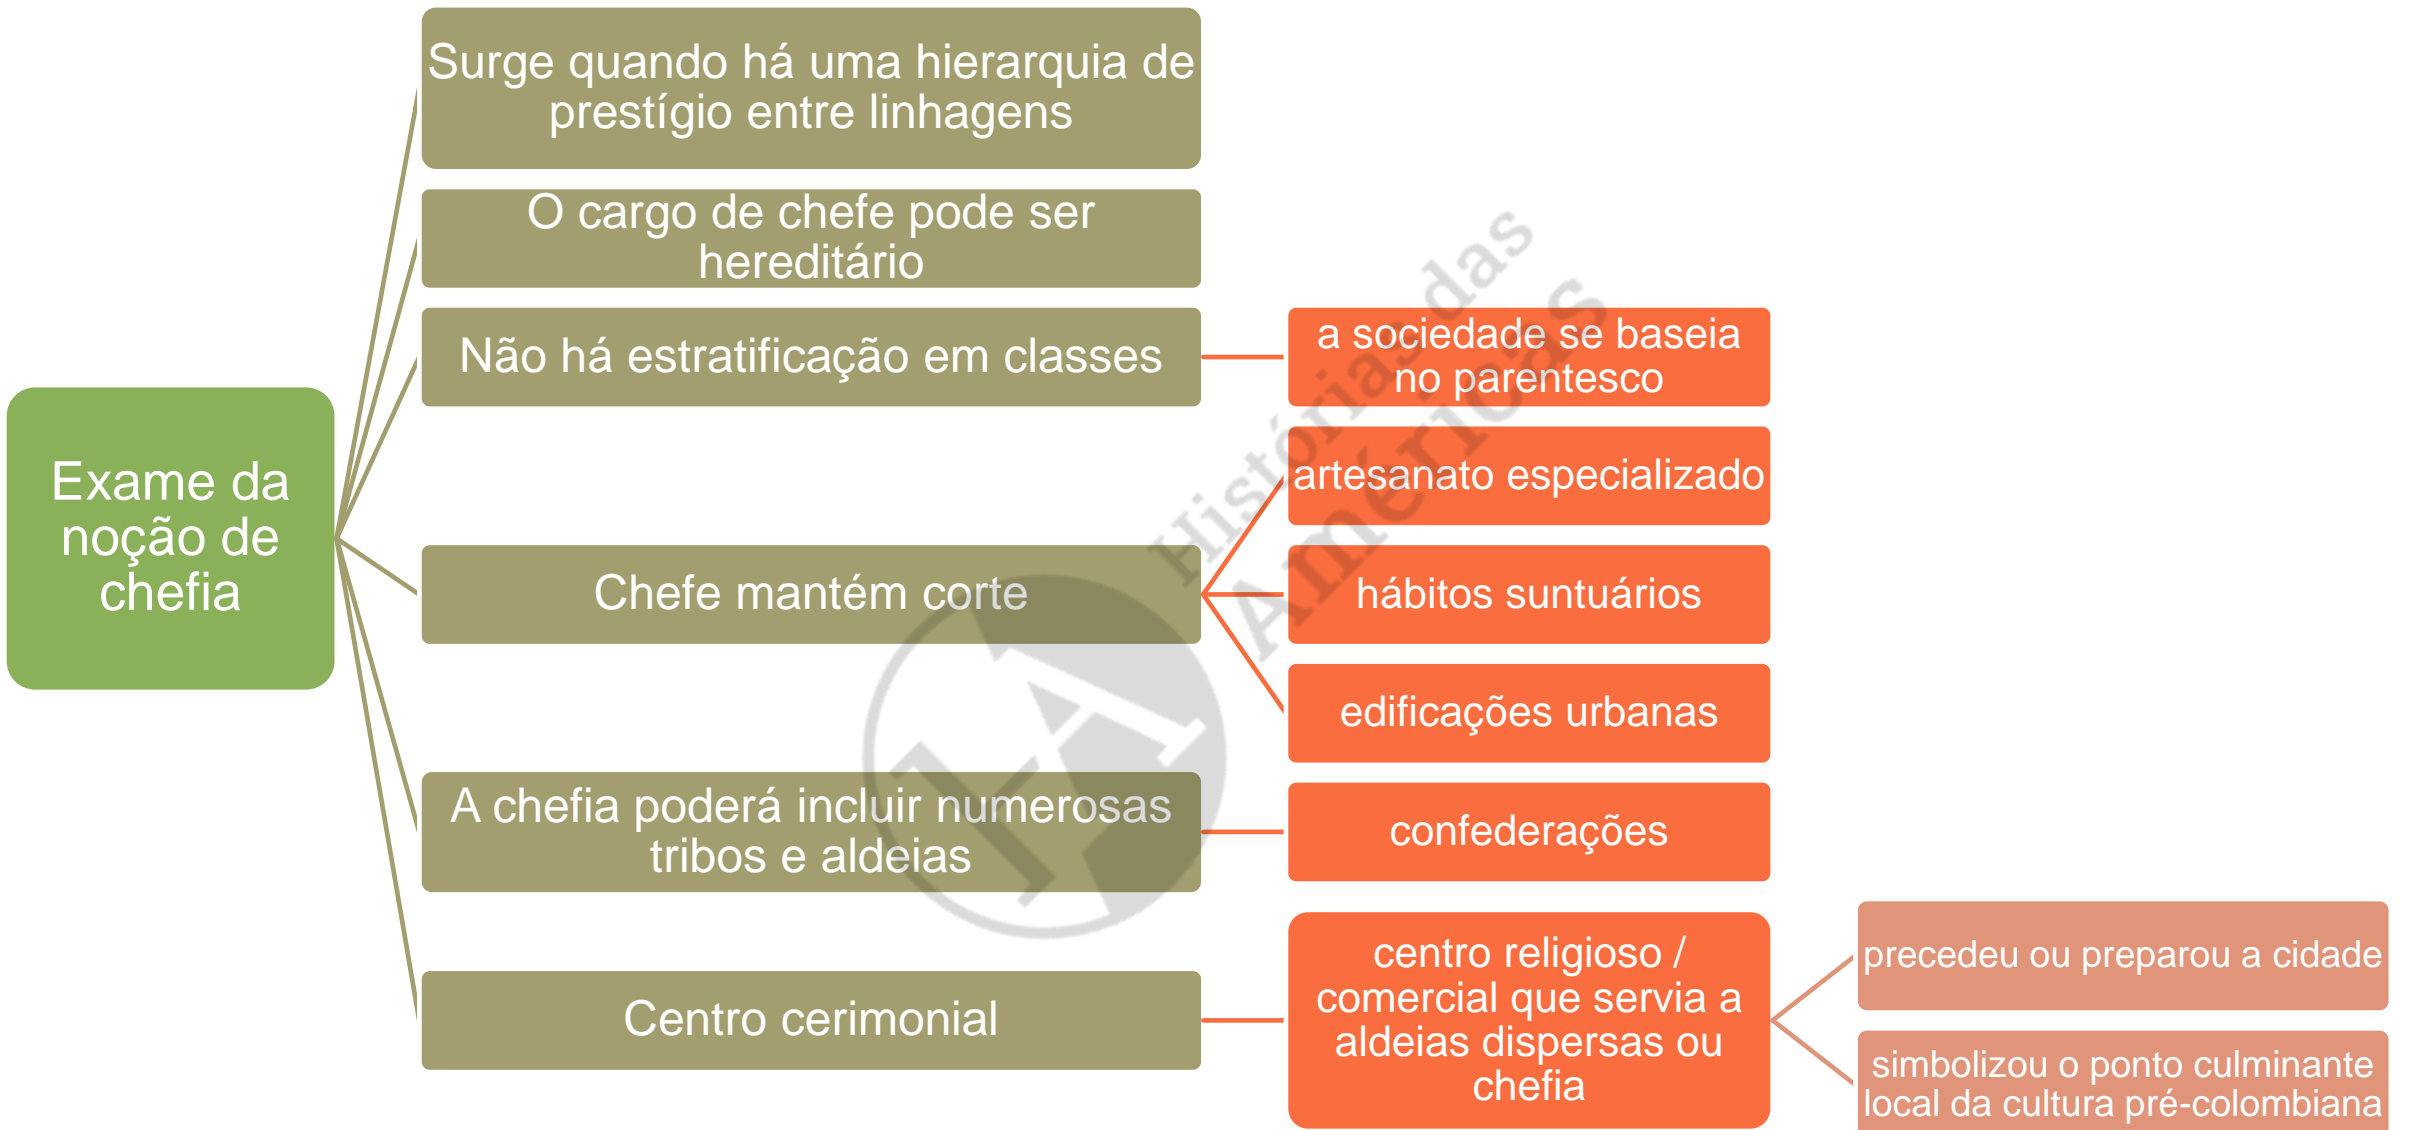 Surge quando há uma hierarquia de
prestígio entre linhagens
O cargo de chefe pode ser
hereditário
Não há estratificação em classes
a sociedade se baseia
no parentesco
artesanato especializado
Exame da
noção de
chefia
Chefe mantém corte
hábitos suntuários
edificações urbanas
A chefia poderá incluir numerosas
tribos e aldeias
confederações
Centro cerimonial
centro religioso /
comercial que servia a
aldeias dispersas ou
chefia
precedeu ou preparou a cidade
simbolizou o ponto culminante
local da cultura pré-colombiana
Histórias das
Américas
HA